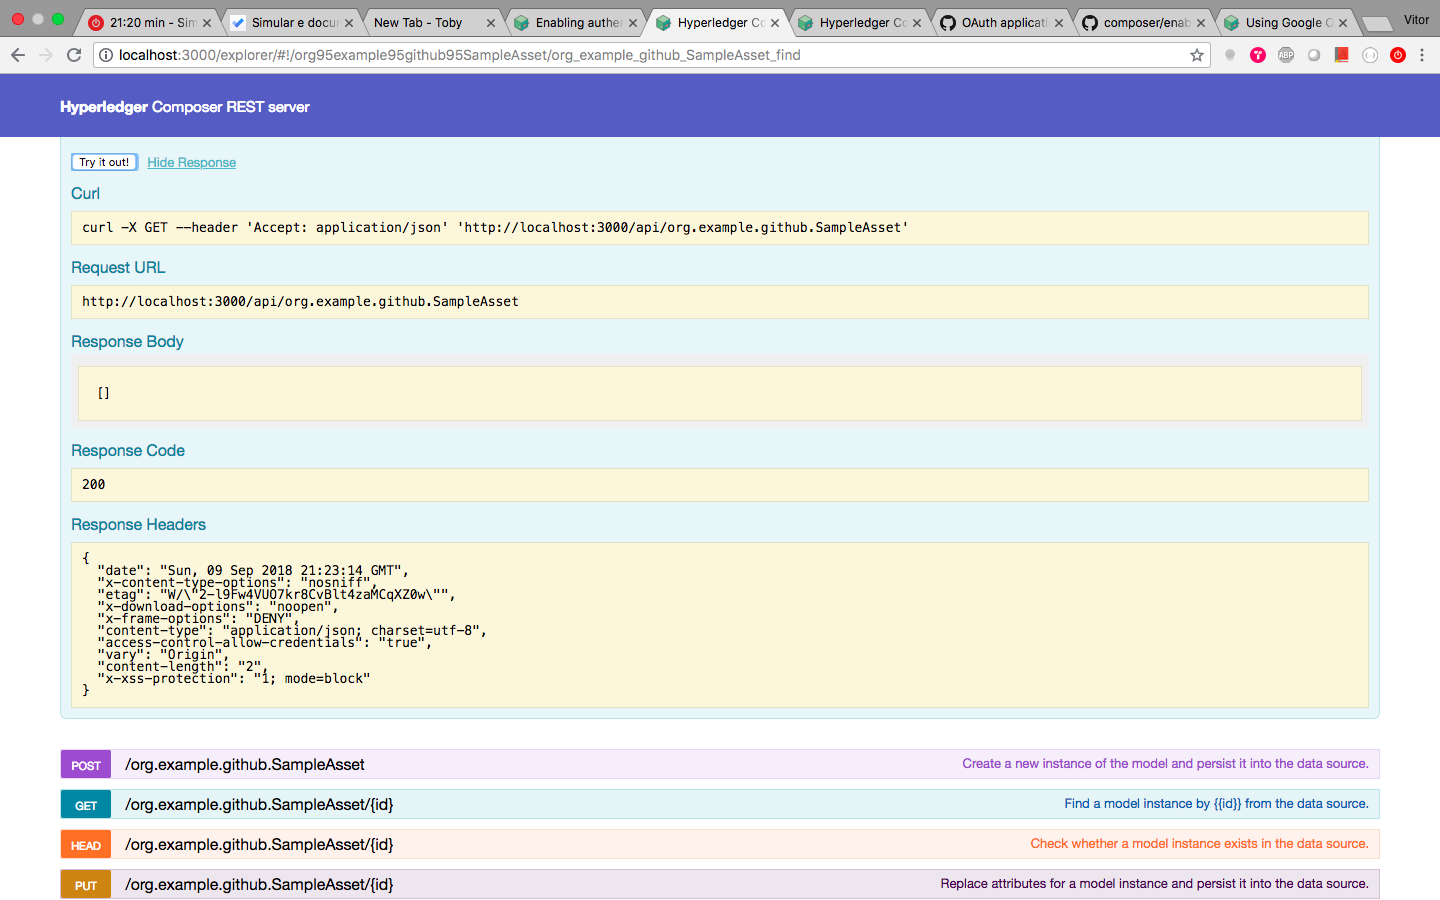 21:20 min - Sim
Simular e docum
New Tab - Toby
Enabling authe
Hyperledger Co
Hyperledger Co
OAuth applicati
composer/enab
Using Google O
Vitor
localhost:3000/explorer/#!/org95example95github95SampleAsset/org_example_github_SampleAsset_find
ABP
Hyperledger Composer REST server
Try it out! Hide Response
Curl
curl -X GET --header 'Accept: application/json' 'http://localhost:3000/api/org.example.github.SampleAsset'
Request URL
http://localhost:3000/api/org.example.github.SampleAsset
Response Body
[]
Response Code
200
Response Headers
{
"date": "Sun, 09 Sep 2018 21:23:14 GMT",
"x-content-type-options": "nosniff",
"etag": "W/\"2-l9Fw4VUO7kr8CvBlt4zaMCqXZ0w\"",
"x-download-options": "noopen",
"x-frame-options": "DENY",
"content-type": "application/json; charset=utf-8",
"access-control-allow-credentials": "true",
"vary": "Origin",
"content-length": "2",
"x-xss-protection": "1; mode=block"
}
POST /org.example.github.SampleAsset Create a new instance of the model and persist it into the data source.
GET /org.example.github.SampleAsset/{id} Find a model instance by {{id}} from the data source.
HEAD /org.example.github.SampleAsset/{id} Check whether a model instance exists in the data source.
PUT /org.example.github.SampleAsset/{id} Replace attributes for a model instance and persist it into the data source.